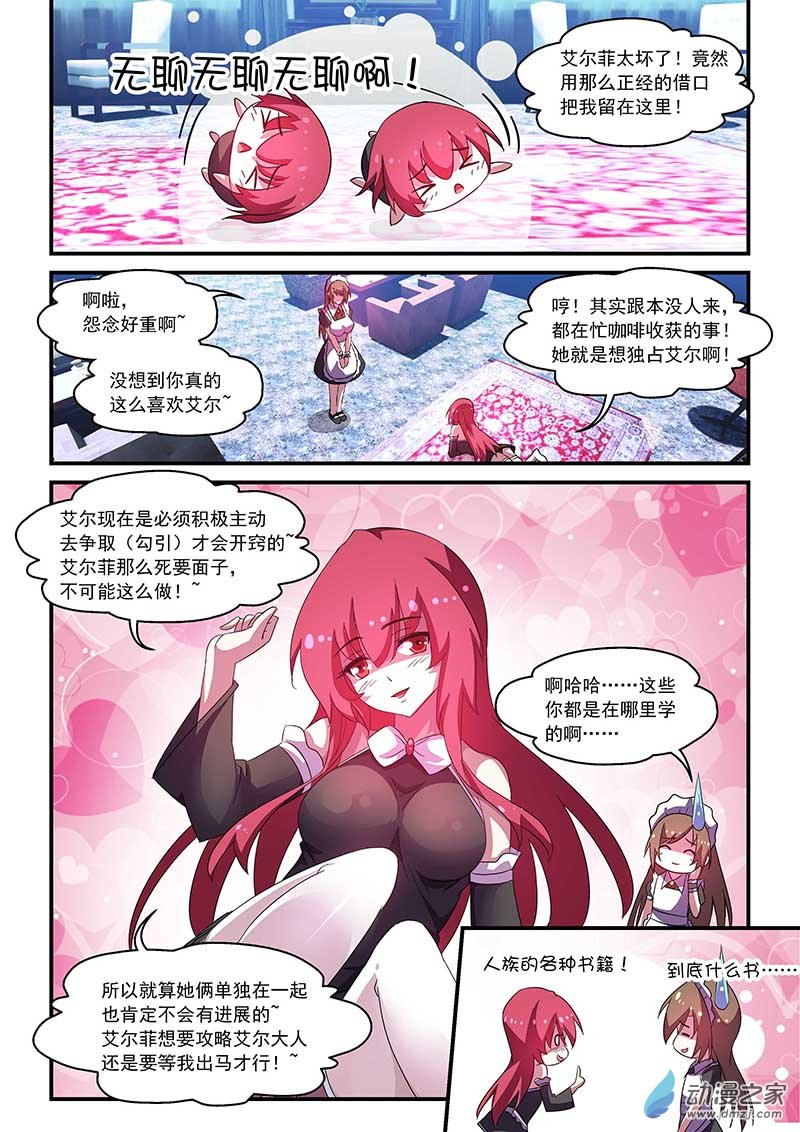 无聊无聊无聊啊！
艾尔菲太坏了！竟然
用那么正经的借口
把我留在这里！
啊啦，
怨念好重啊~
没想到你真的
这么喜欢艾尔~
哼！其实跟本没人来，
都在忙咖啡收获的事！
她就是想独占艾尔啊！
艾尔现在是必须积极主动
去争取（勾引）才会开窍的~
艾尔菲那么死要面子，
不可能这么做！~
啊哈哈……这些
你都是在哪里学
的啊……
所以就算她俩单独在一起
也肯定不会有进展的~
艾尔菲想要攻略艾尔大人
还是要等我出马才行！~
人族的各种书籍！
到底什么书……
动漫之家
www.dmzj.com